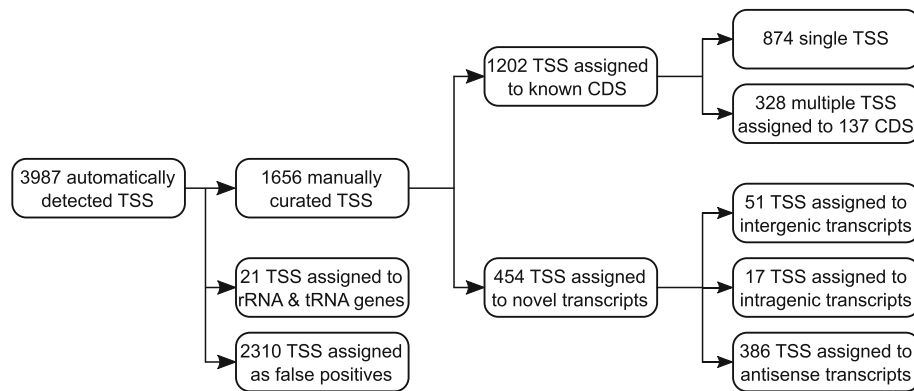 3987 automatically
detected TSS
1656 manually
curated TSS
21 TSS assigned to
rRNA & tRNA genes
2310 TSS assigned
as false positives
1202 TSS assigned
to known CDS
454 TSS assigned
to novel transcripts
874 single TSS
328 multiple TSS
assigned to 137 CDS
51 TSS assigned to
intergenic transcripts
17 TSS assigned to
intragenic transcripts
386 TSS assigned to
antisense transcripts